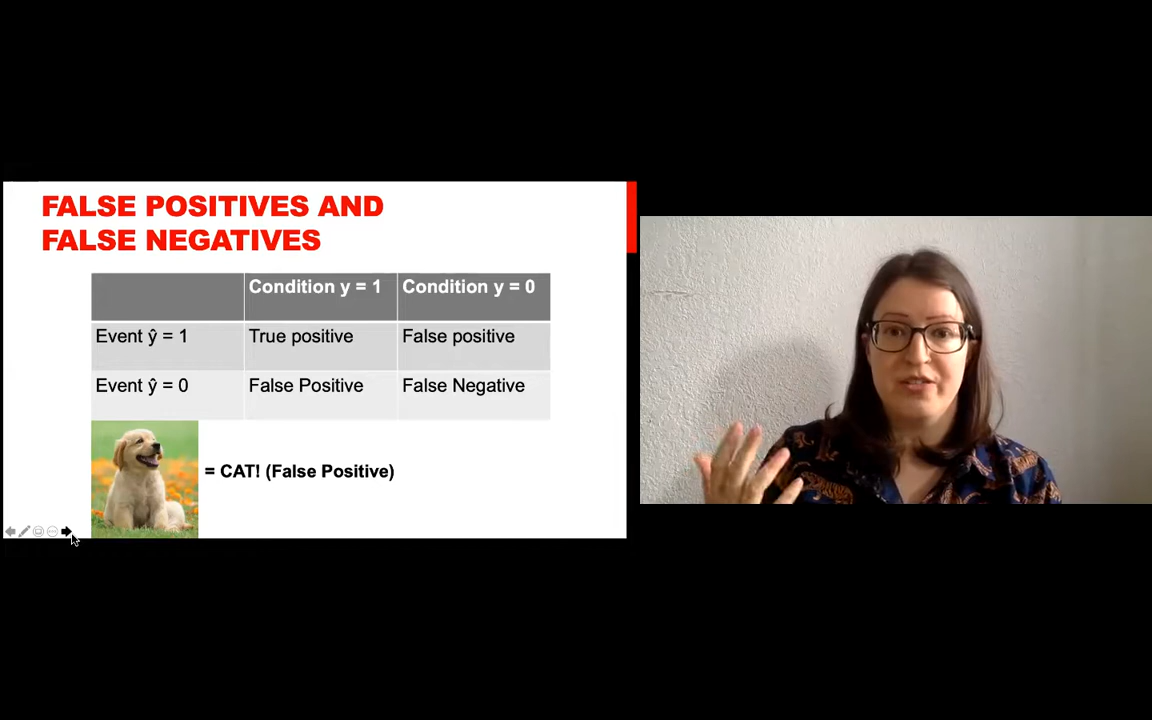 FALSE POSITIVES AND
FALSE NEGATIVES
Condition y = 1 Condition y = 0
Event ŷ = 1 True positive False positive
Event ŷ = 0 False Positive False Negative
= CAT! (False Positive)